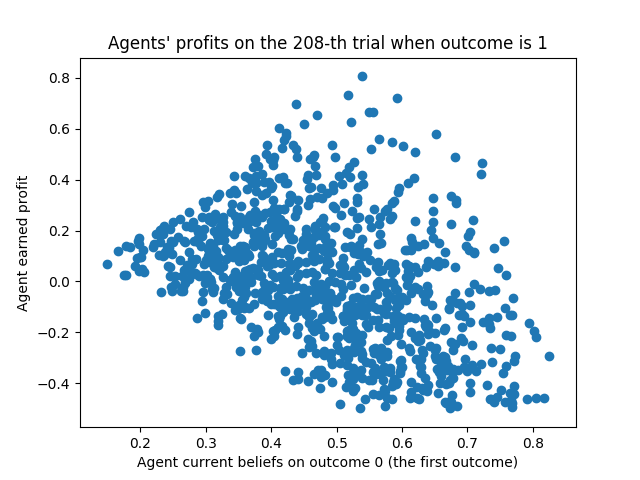 Agents' profits on the 208-th trial when outcome is 1
Agent earned profit
0.8
0.6
0.4
0.2
0.0
−0.2
−0.4
0.2 0.3 0.4 0.5 0.6 0.7 0.8
Agent current beliefs on outcome 0 (the first outcome)